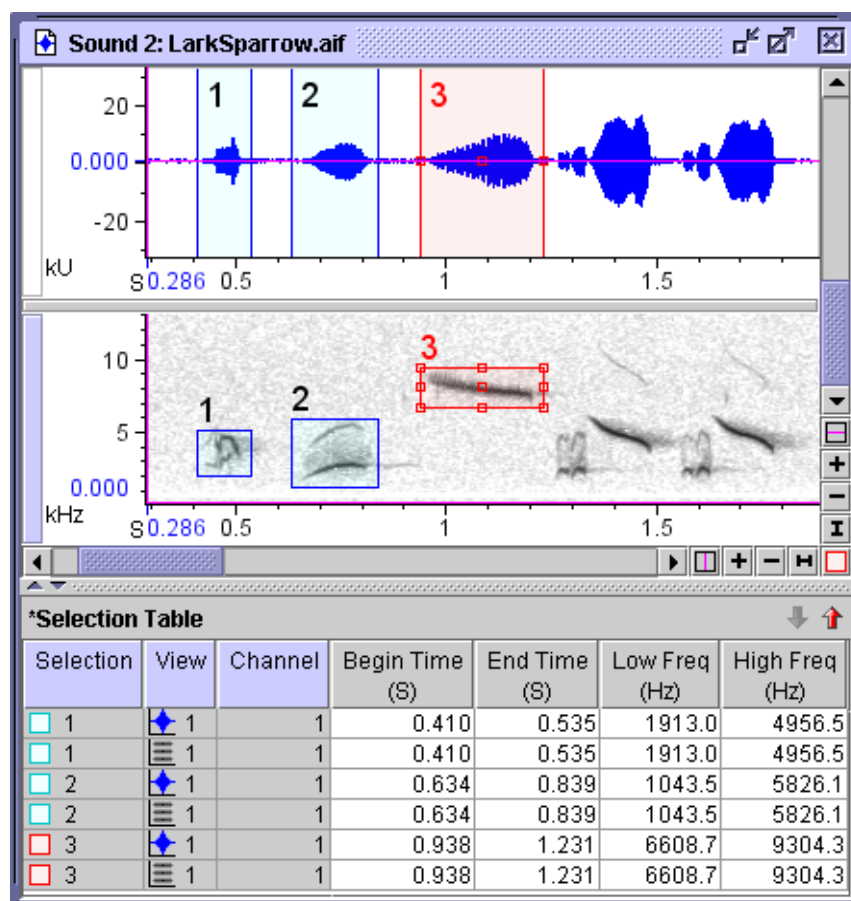 Sound 2: LarkSparrow.aif
1 2 3
20
0.000
-20
kU
S 0.286 0.5 1 1.5
3
10
1 2
5
0.000
kHz
S 0.286 0.5 1 1.5
*Selection Table
Selection View Channel Begin Time (S) End Time (S) Low Freq (Hz) High Freq (Hz)
1 1 1 0.410 0.535 1913.0 4956.5
1 1 1 0.410 0.535 1913.0 4956.5
2 1 1 0.634 0.839 1043.5 5826.1
2 1 1 0.634 0.839 1043.5 5826.1
3 1 1 0.938 1.231 6608.7 9304.3
3 1 1 0.938 1.231 6608.7 9304.3